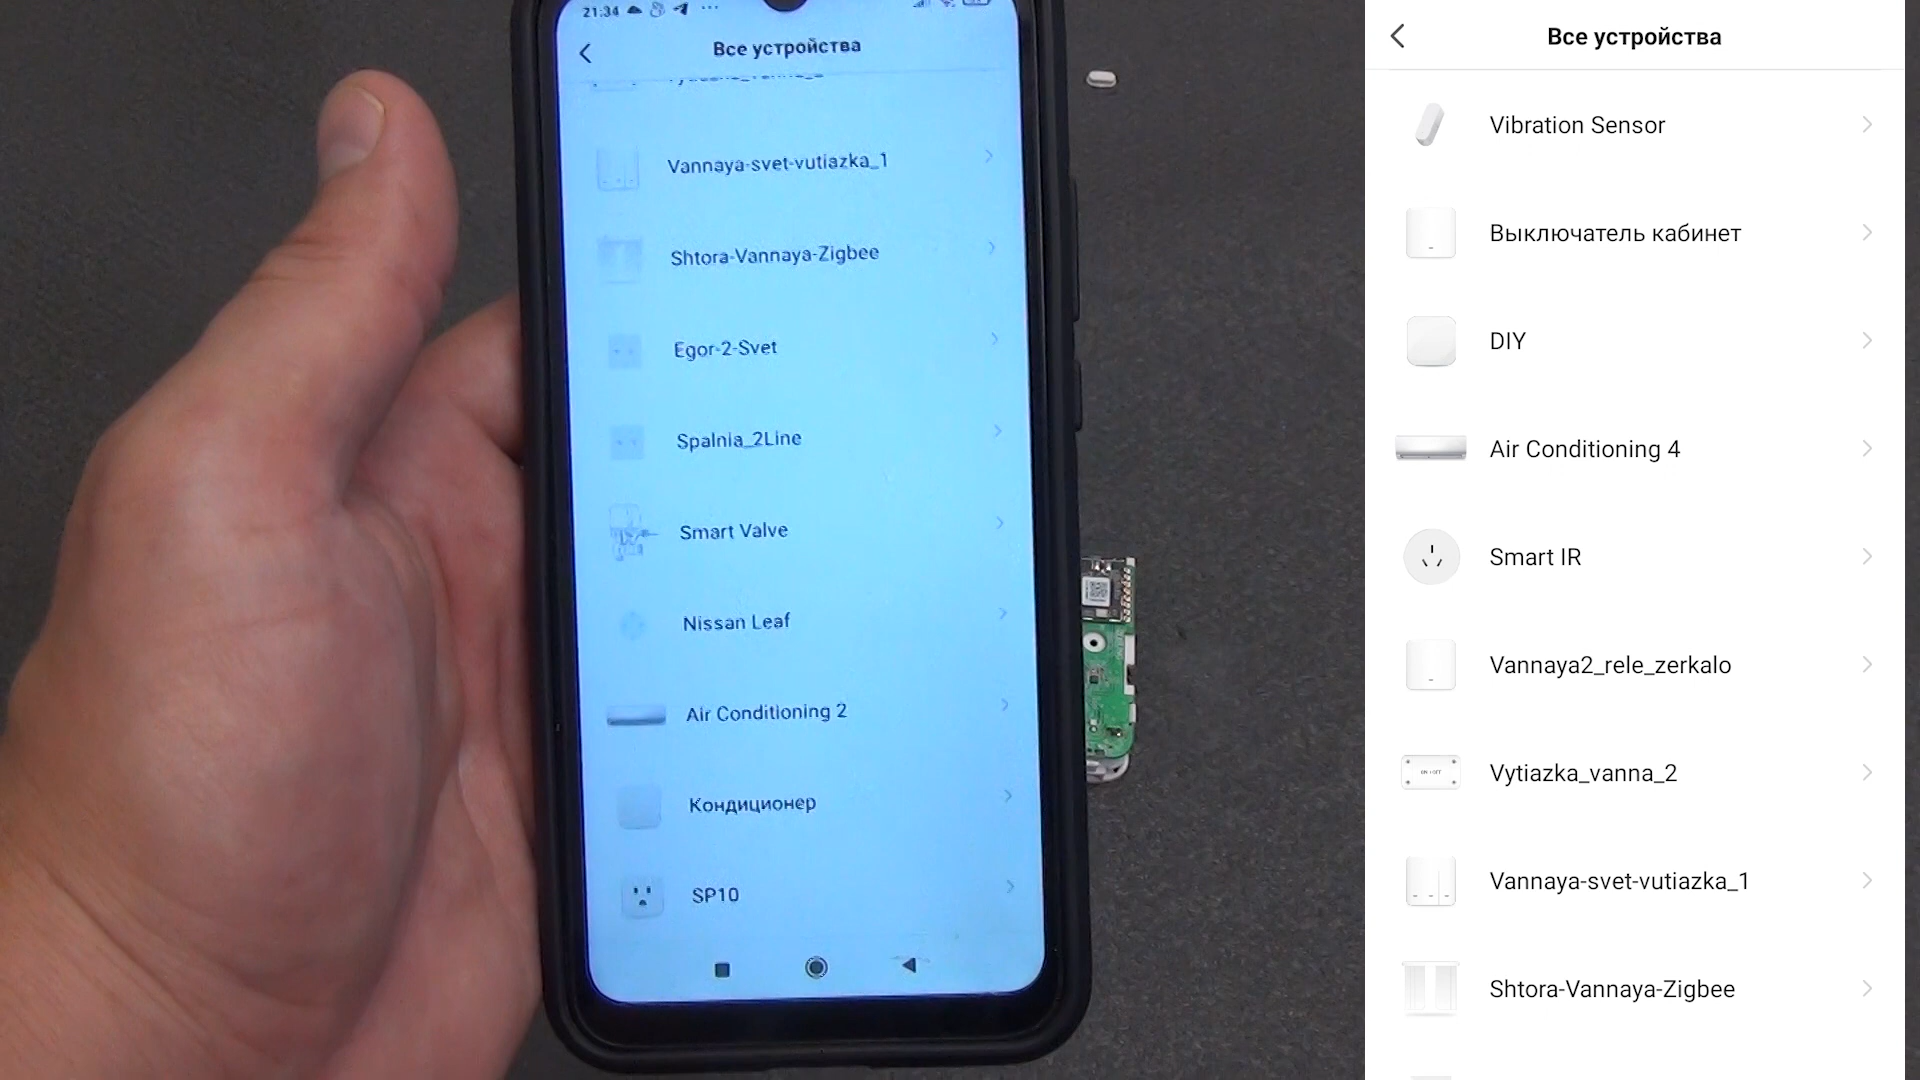 21:34
Все устройства
Vannaya-svet-vutiazka_1
Shtora-Vannaya-Zigbee
Egor-2-Svet
Spalnia_2Line
Smart Valve
Nissan Leaf
Air Conditioning 2
Кондиционер
SP10
Все устройства
Vibration Sensor
Выключатель кабинет
DIY
Air Conditioning 4
Smart IR
Vannaya2_rele_zerkalo
Vytiazka_vanna_2
Vannaya-svet-vutiazka_1
Shtora-Vannaya-Zigbee